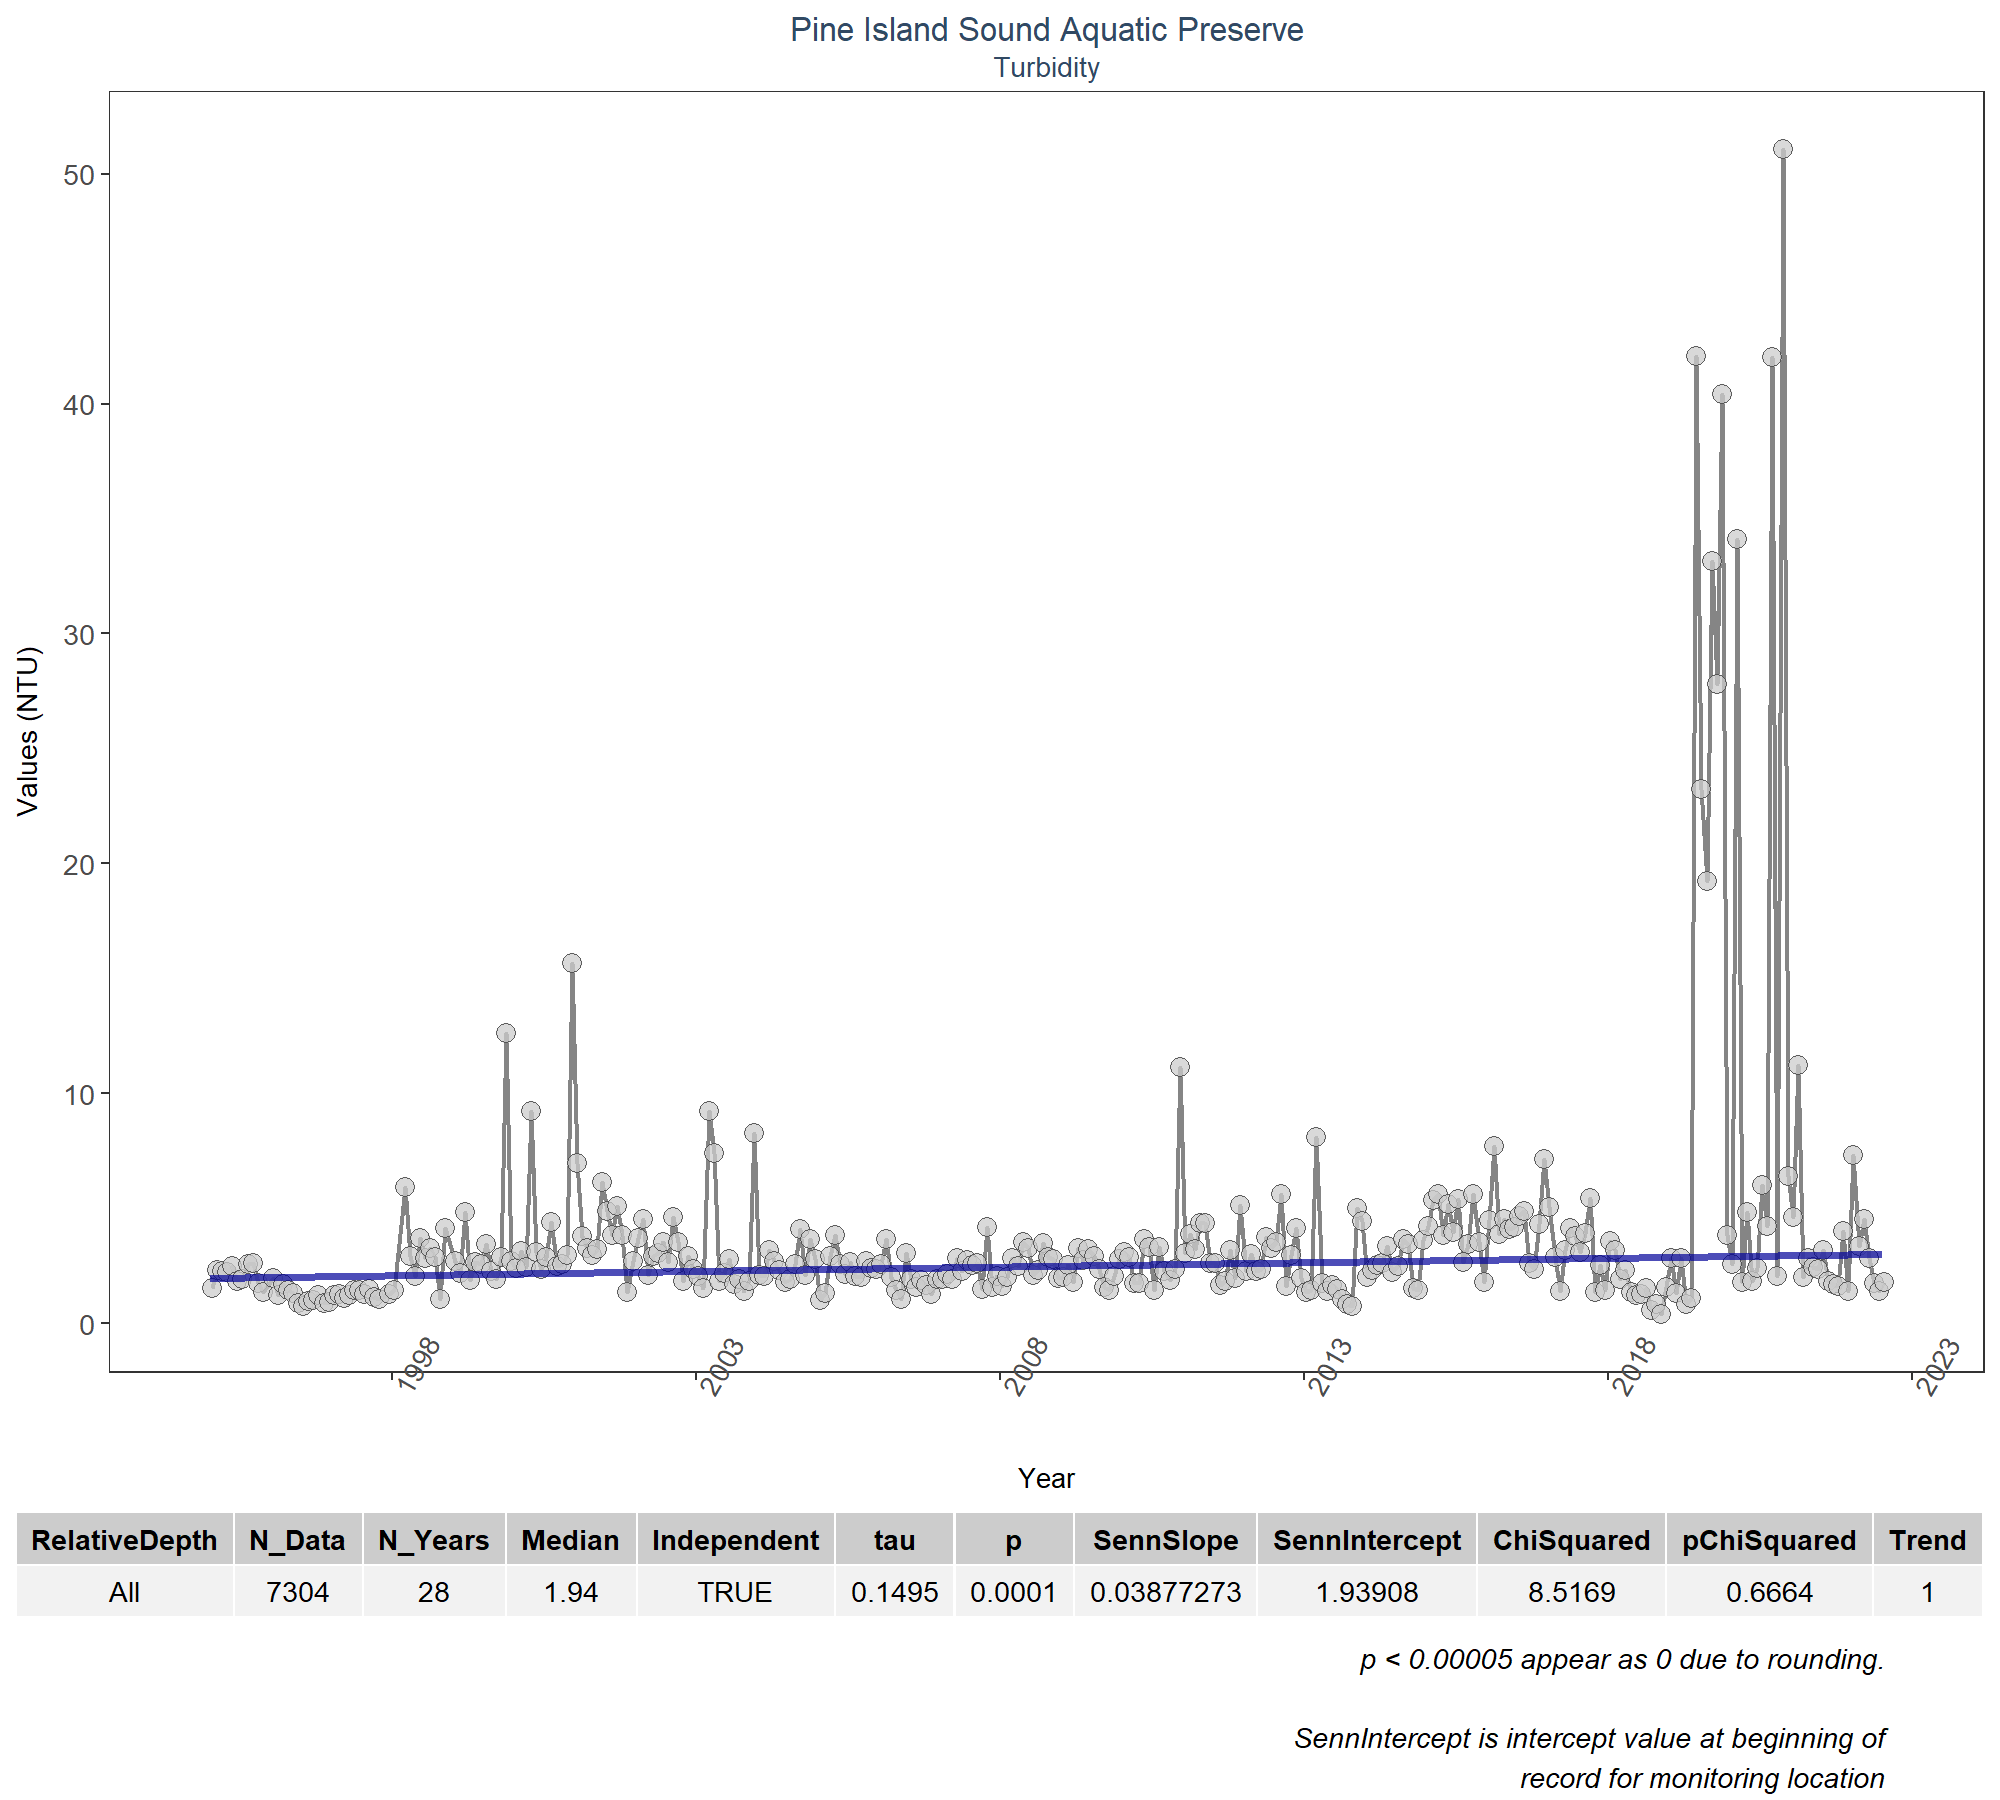 Pine Island Sound Aquatic Preserve
Turbidity
50
40
30
20
10
0
Values (NTU)
1998 2003 2008 2013 2018 2023
Year
RelativeDepth N_Data N_Years Median Independent tau p SennSlope SennIntercept ChiSquared pChiSquared Trend
All 7304 28 1.94 TRUE 0.1495 0.0001 0.03877273 1.93908 8.5169 0.6664 1
p < 0.00005 appear as 0 due to rounding.
SennIntercept is intercept value at beginning of
record for monitoring location